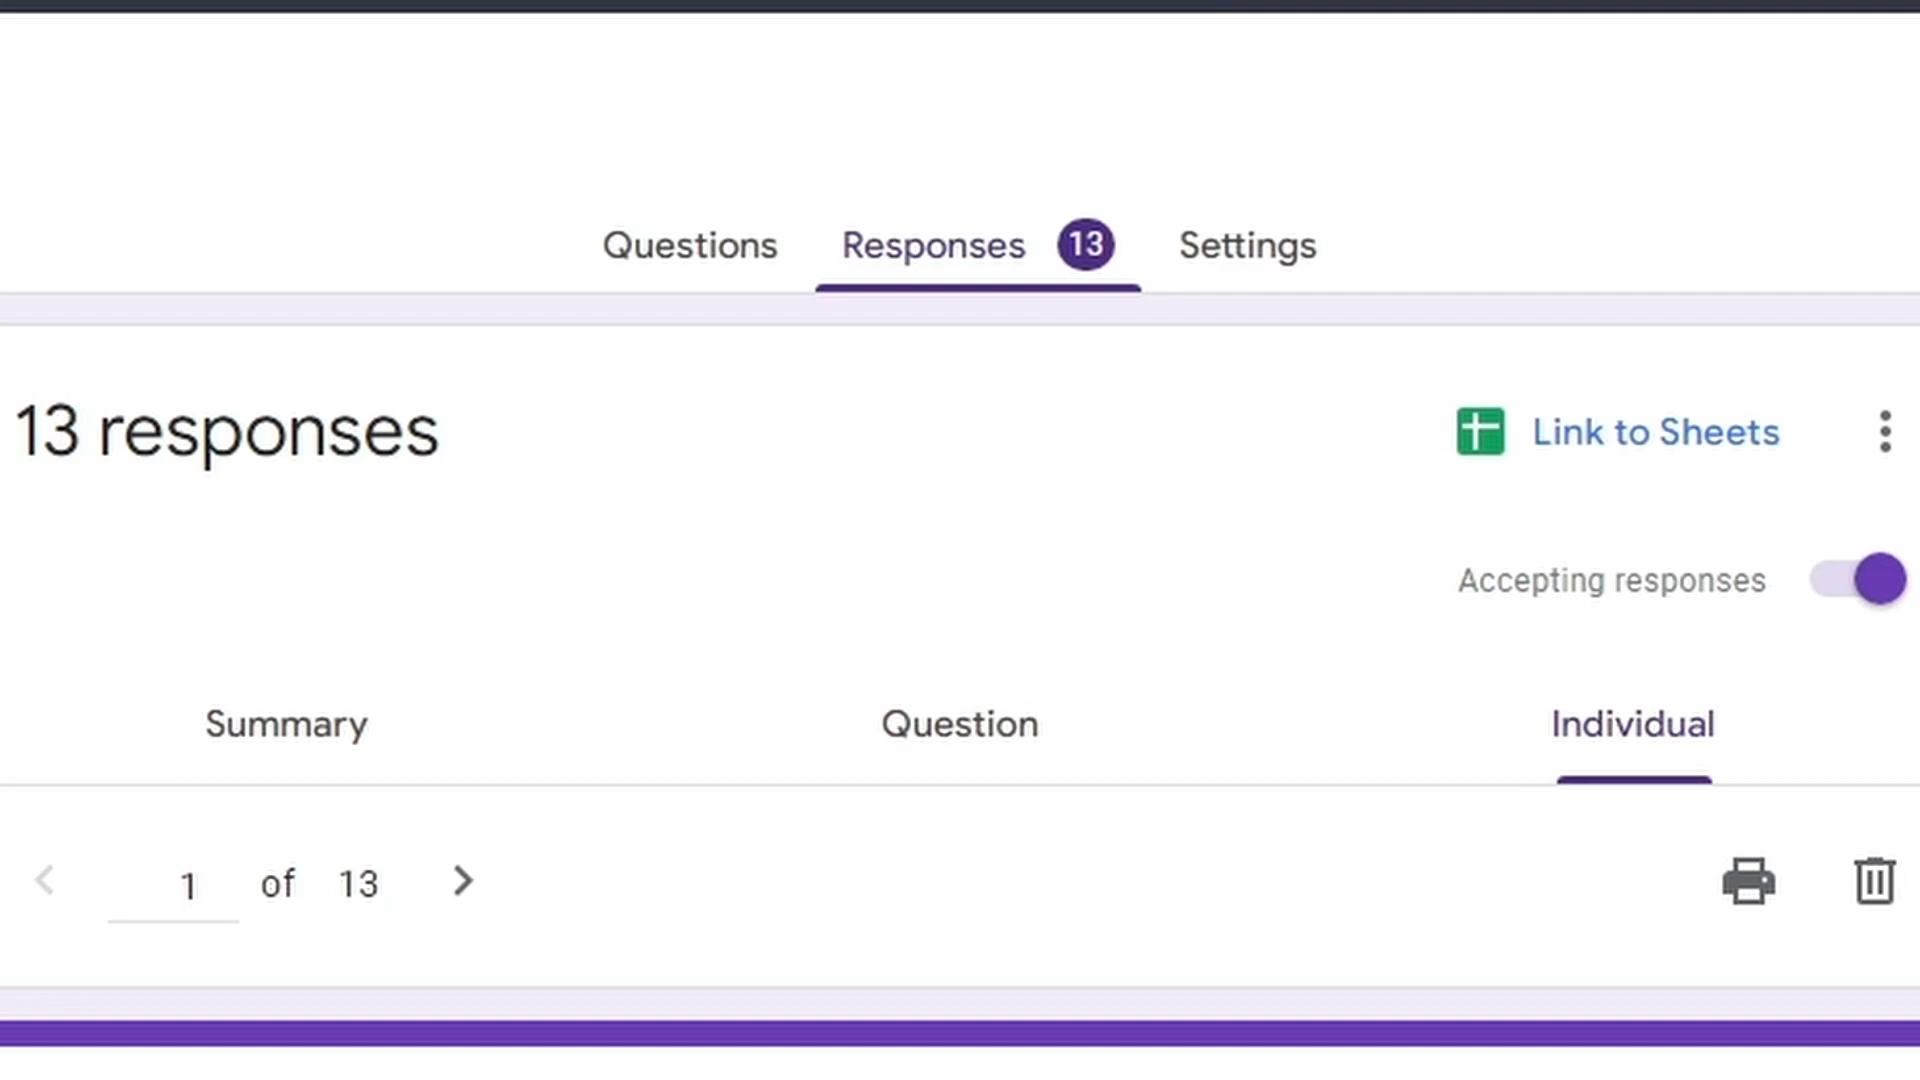 Questions Responses 13 Settings
13 responses
Link to Sheets
Accepting responses
Summary Question Individual
1 of 13